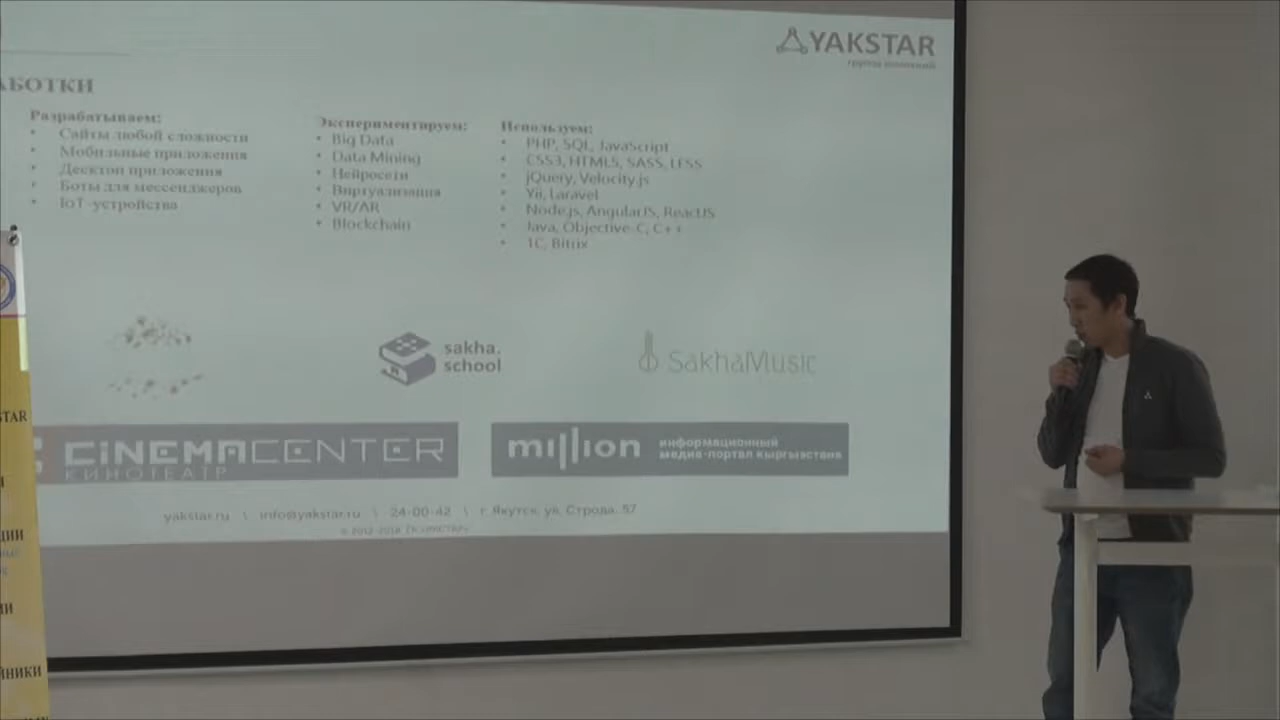 YAKSTAR
группа компаний
АБОТКИ
Разрабатываем:
• Сайты любой сложности
• Мобильные приложения
• Десктоп приложения
• Боты для мессенджеров
• IoT-устройства
Экспериментируем:
• Big Data
• Data Mining
• Нейросети
• Виртуализация
• VR/AR
• Blockchain
Используем:
• PHP, SQL, JavaScript
• CSS3, HTML5, SASS, LESS
• jQuery, Velocity.js
• Yii, Laravel
• Node.js, AngularJS, ReactJS
• Java, Objective-C, C++
• 1C, Bitrix
sakha.
school
SakhaMusic
CINEMACENTER
КИНОТЕАТР
million
информационный
медиа-портал кыргызстана
yakstar.ru \ info@yakstar.ru \ 24-00-42 \ г. Якутск, ул. Строда, 57
STAR
ЦИИ
ИИ
ЙНИКИ